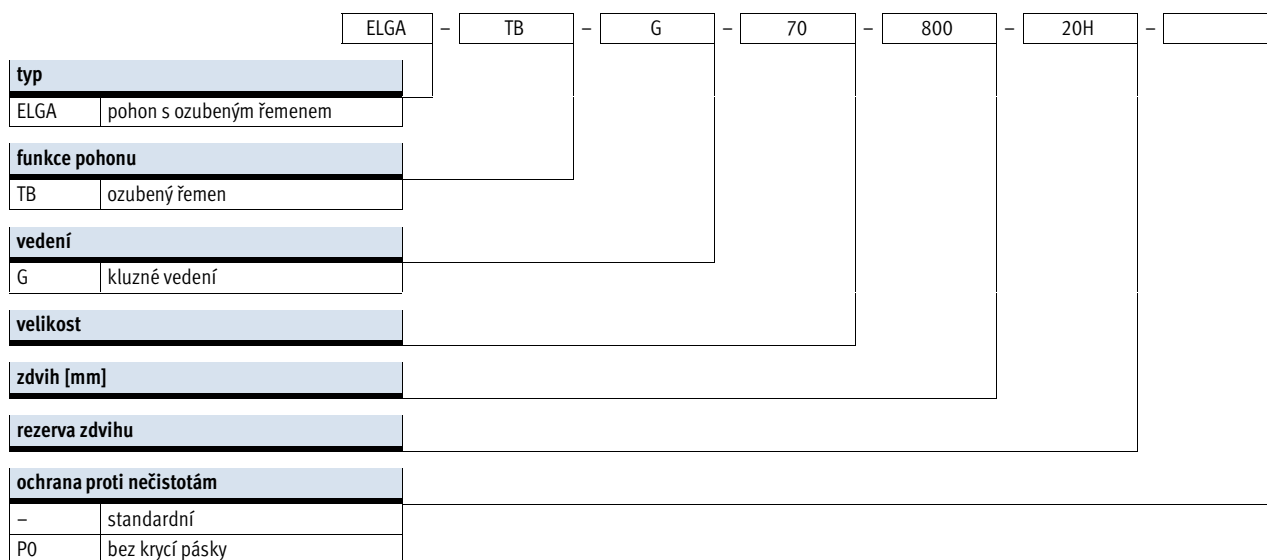 ELGA – TB – G – 70 – 800 – 20H –
typ
ELGA pohon s ozubeným řemenem
funkce pohonu
TB ozubený řemen
vedení
G kluzné vedení
velikost
zdvih [mm]
rezerva zdvihu
ochrana proti nečistotám
– standardní
P0 bez krycí pásky